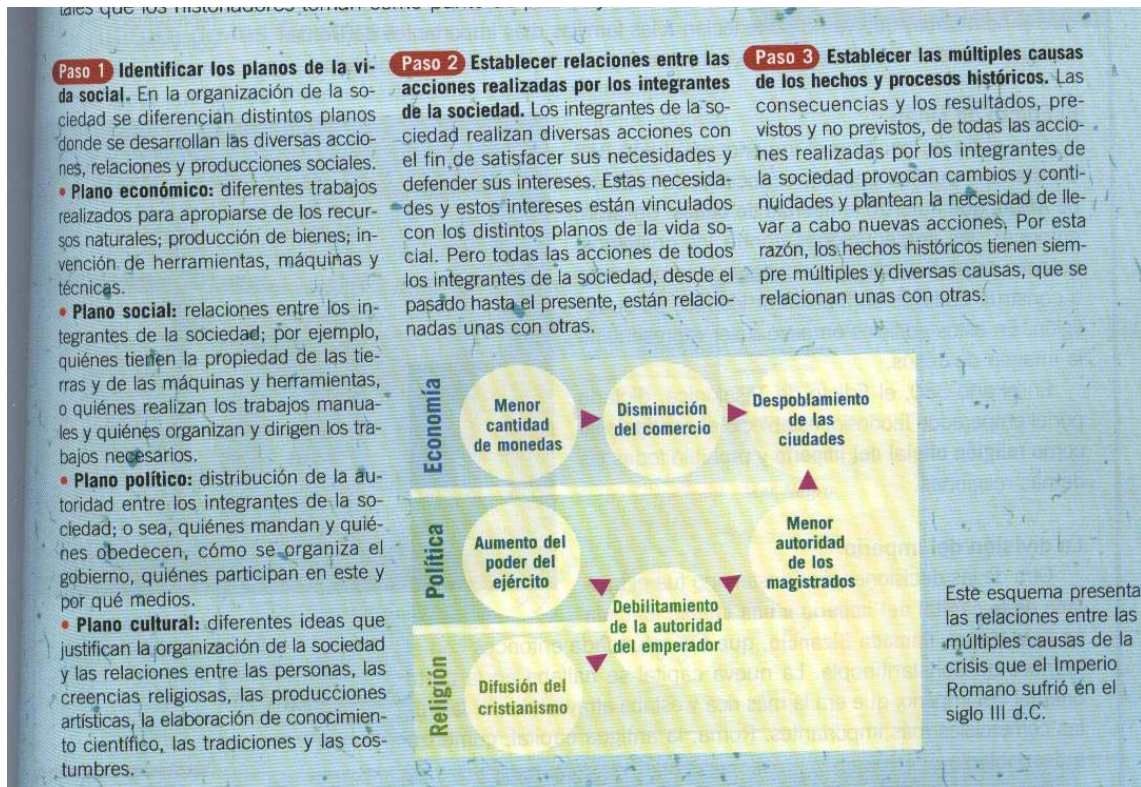 tales que los historiadores toman como punto de
Paso 1 Identificar los planos de la vi-
da social. En la organización de la so-
ciedad se diferencian distintos planos
donde se desarrollan las diversas accio-
nes, relaciones y producciones sociales.
• Plano económico: diferentes trabajos
realizados para apropiarse de los recur-
sos naturales; producción de bienes; in-
vención de herramientas, máquinas y
técnicas.
• Plano social: relaciones entre los in-
tegrantes de la sociedad; por ejemplo,
quiénes tienen la propiedad de las tie-
rras y de las máquinas y herramientas,
o quiénes realizan los trabajos manua-
les y quiénes organizan y dirigen los tra-
bajos necesarios.
• Plano político: distribución de la au-
toridad entre los integrantes de la so-
ciedad; o sea, quiénes mandan y quié-
nes obedecen, cómo se organiza el
gobierno, quiénes participan en este y
por qué medios.
• Plano cultural: diferentes ideas que
justifican la organización de la sociedad
y las relaciones entre las personas, las
creencias religiosas, las producciones
artísticas, la elaboración de conocimien-
to científico, las tradiciones y las cos-
tumbres.
Paso 2 Establecer relaciones entre las
acciones realizadas por los integrantes
de la sociedad. Los integrantes de la so-
ciedad realizan diversas acciones con
el fin de satisfacer sus necesidades y
defender sus intereses. Estas necesida-
des y estos intereses están vinculados
con los distintos planos de la vida so-
cial. Pero todas las acciones de todos
los integrantes de la sociedad, desde el
pasado hasta el presente, están relacio-
nadas unas con otras.
Paso 3 Establecer las múltiples causas
de los hechos y procesos históricos. Las
consecuencias y los resultados, pre-
vistos y no previstos, de todas las accio-
nes realizadas por los integrantes de
la sociedad provocan cambios y conti-
nuidades y plantean la necesidad de lle-
var a cabo nuevas acciones. Por esta
razón, los hechos históricos tienen siem-
pre múltiples y diversas causas, que se
relacionan unas con otras.
Economía
Menor
cantidad
de monedas
Disminución
del comercio
Despoblamiento
de las
ciudades
Política
Aumento del
poder del
ejército
Debilitamiento
de la autoridad
del emperador
Menor
autoridad
de los
magistrados
Religión
Difusión del
cristianismo
Este esquema presenta
las relaciones entre las
múltiples causas de la
crisis que el Imperio
Romano sufrió en el
siglo III d.C.